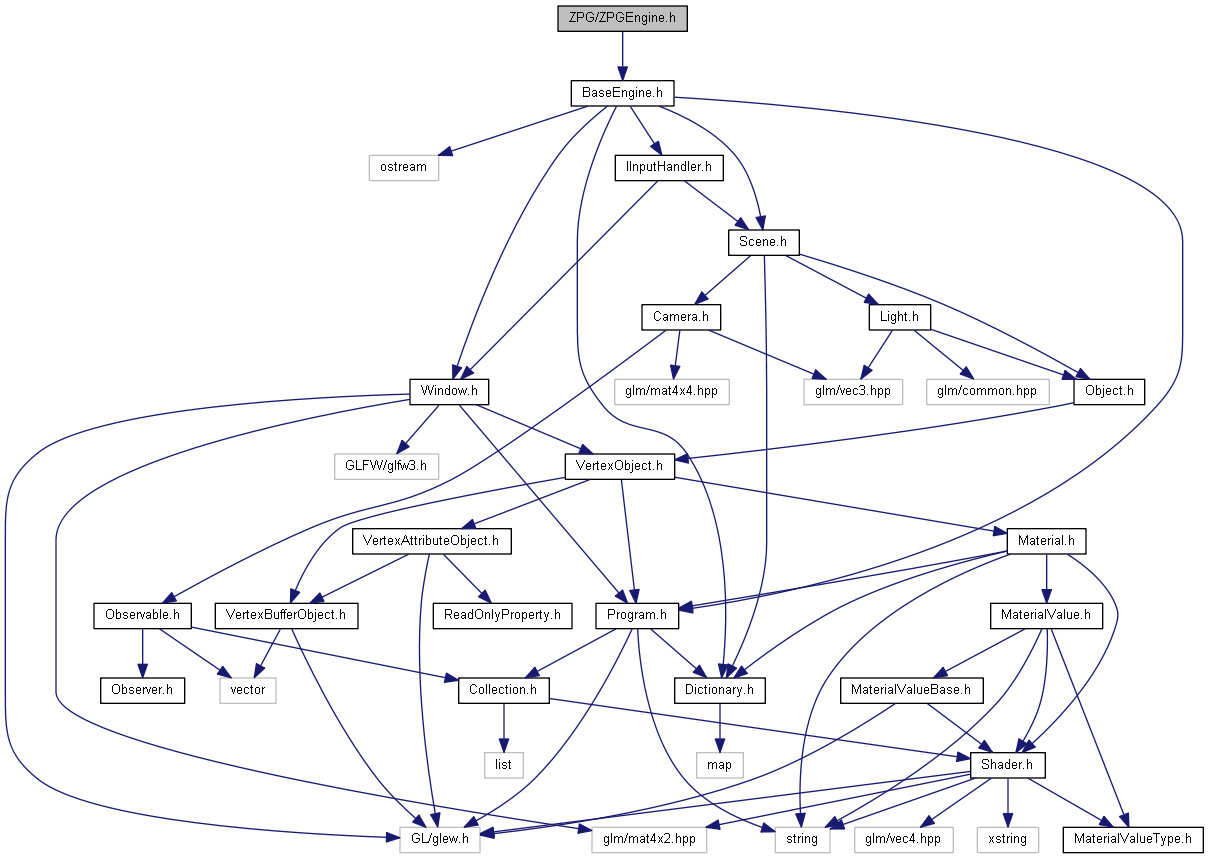 ZPG/ZPGEngine.h
BaseEngine.h
ostream
IInputHandler.h
Scene.h
Camera.h
Light.h
Window.h
glm/mat4x4.hpp
glm/vec3.hpp
glm/common.hpp
Object.h
GLFW/glfw3.h
VertexObject.h
VertexAttributeObject.h
Material.h
Observable.h
VertexBufferObject.h
ReadOnlyProperty.h
Program.h
MaterialValue.h
Observer.h
vector
Collection.h
Dictionary.h
MaterialValueBase.h
list
map
Shader.h
GL/glew.h
glm/mat4x2.hpp
string
glm/vec4.hpp
xstring
MaterialValueType.h